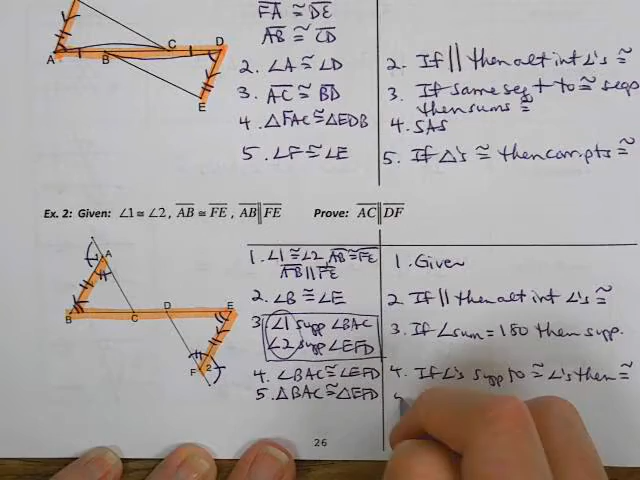 FA ≅ DE
AB ≅ CD
2. ∠A ≅ ∠D
2. If || then alt int ∠'s ≅
3. AC ≅ BD
3. If same seg + to ≅ segs then sums ≅
4. △FAC ≅ △EDB
4. SAS
5. ∠F ≅ ∠E
5. If △'s ≅ then corr pts ≅
A B C D E
Ex. 2: Given: ∠1 ≅ ∠2, AB ≅ FE, AB || FE Prove: AC || DF
1. ∠1 ≅ ∠2, AB ≅ FE
AB || FE
1. Given
2. ∠B ≅ ∠E
2 If || then alt int ∠'s ≅
3 ∠1 supp ∠BAC
∠2 supp ∠EFD
3. If ∠sum = 180 then supp.
4. ∠BAC ≅ ∠EFD
4. If ∠'s supp to ≅ ∠'s then ≅
5. △BAC ≅ △EFD
A
B C D E
F 2
26